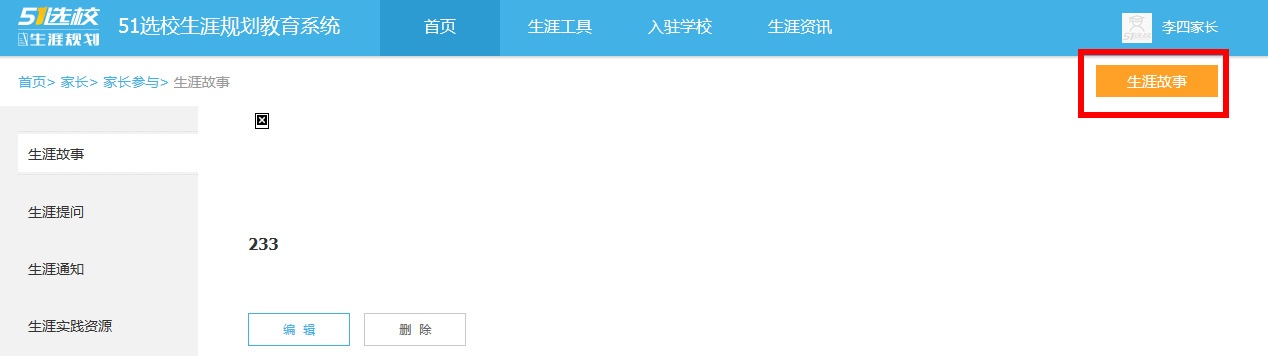 51选校
生涯规划
51选校生涯规划教育系统
首页
生涯工具
入驻学校
生涯资讯
51选校
李四家长
首页> 家长> 家长参与> 生涯故事
生涯故事
生涯故事
生涯提问
生涯通知
生涯实践资源
233
编 辑
删 除